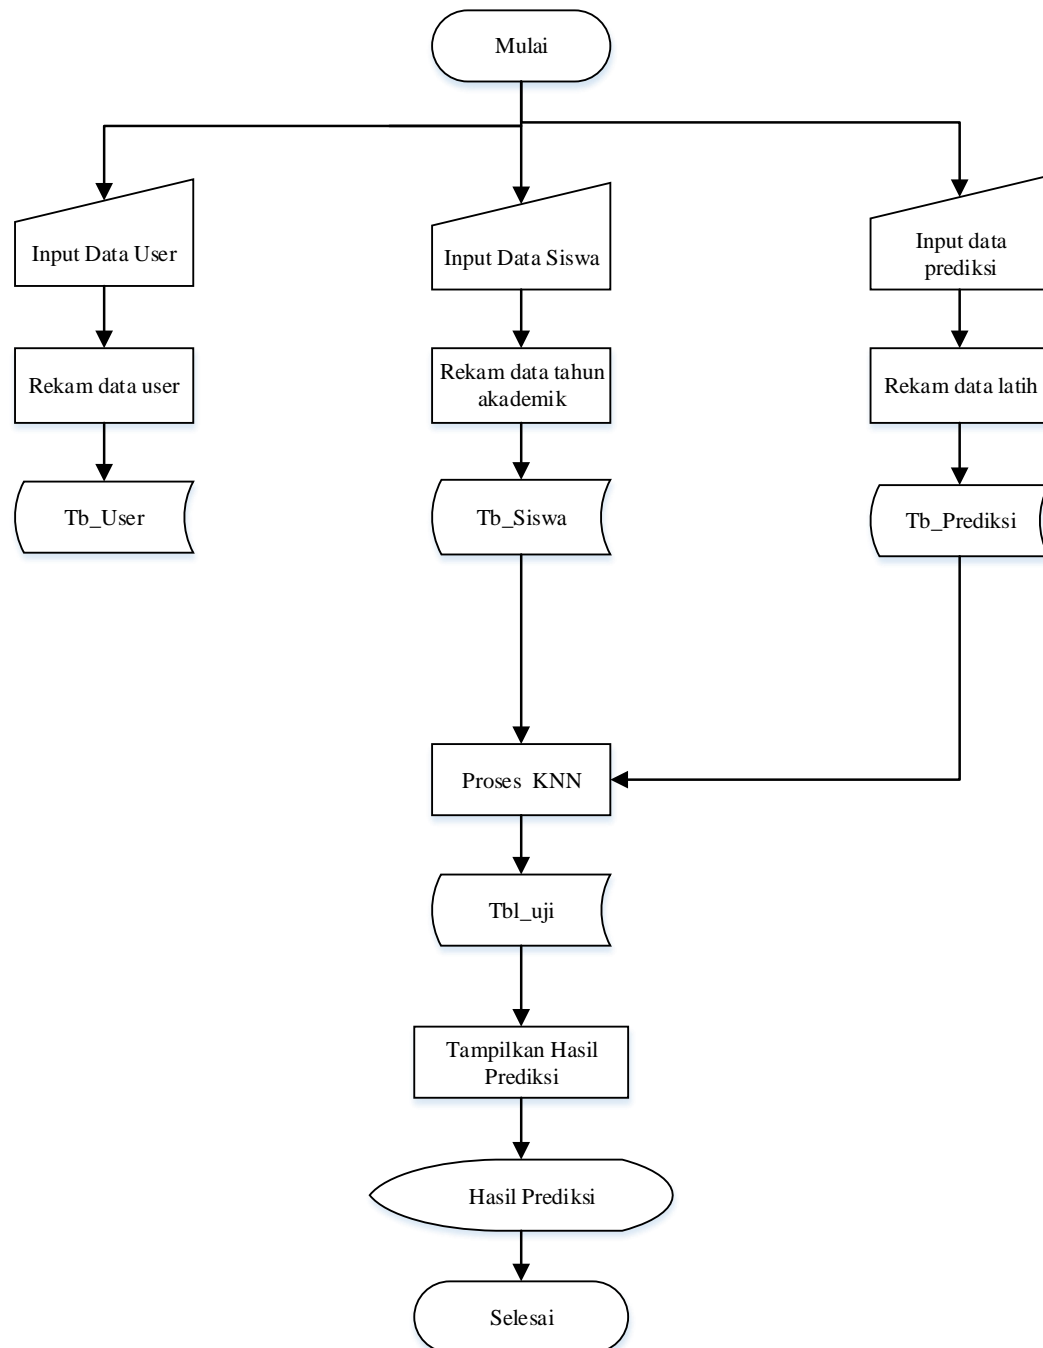 Mulai
Input Data User
Input Data Siswa
Input data
prediksi
Rekam data user
Rekam data tahun
akademik
Rekam data latih
Tb_User
Tb_Siswa
Tb_Prediksi
Proses  KNN
Tbl_uji
Tampilkan Hasil
Prediksi
Hasil Prediksi
Selesai